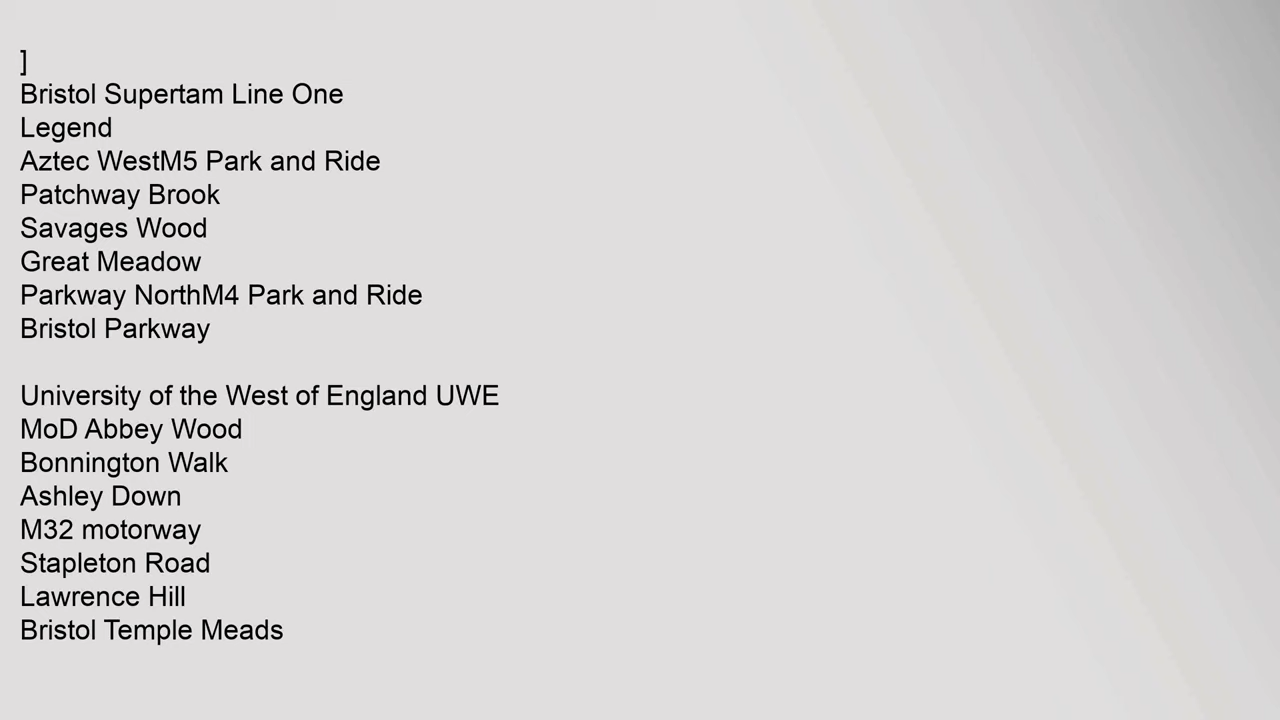 ]
Bristol Supertam Line One
Legend
Aztec WestM5 Park and Ride
Patchway Brook
Savages Wood
Great Meadow
Parkway NorthM4 Park and Ride
Bristol Parkway
University of the West of England UWE
MoD Abbey Wood
Bonnington Walk
Ashley Down
M32 motorway
Stapleton Road
Lawrence Hill
Bristol Temple Meads